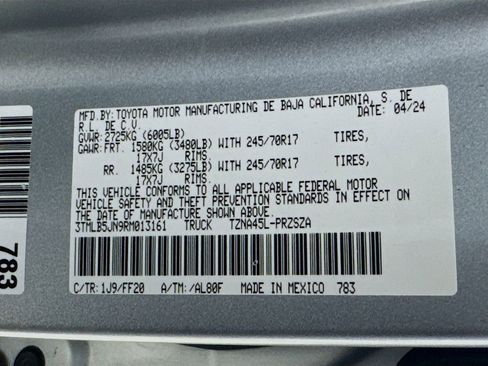 MFD.BY:TOYOTA MOTOR MANUFACTURING DE BAJA CALIFORNIA, S. DE
R.L. DE C.V. DATE: 04/24
GVWR:2725KG (6005LB)
GAWR:FRT. 1580KG (3480LB) WITH 245/70R17 TIRES,
17X7J RIMS.
RR. 1485KG (3275LB) WITH 245/70R17 TIRES,
17X7J RIMS.
THIS VEHICLE CONFORMS TO ALL APPLICABLE FEDERAL MOTOR
VEHICLE SAFETY AND THEFT PREVENTION STANDARDS IN EFFECT
ON THE DATE OF MANUFACTURE SHOWN ABOVE.
3TMLB5JN9RM013161 TRUCK TZNA45L-PRZSZA
C/TR:1J9/FF20 A/TM:/AL80F MADE IN MEXICO 783
783